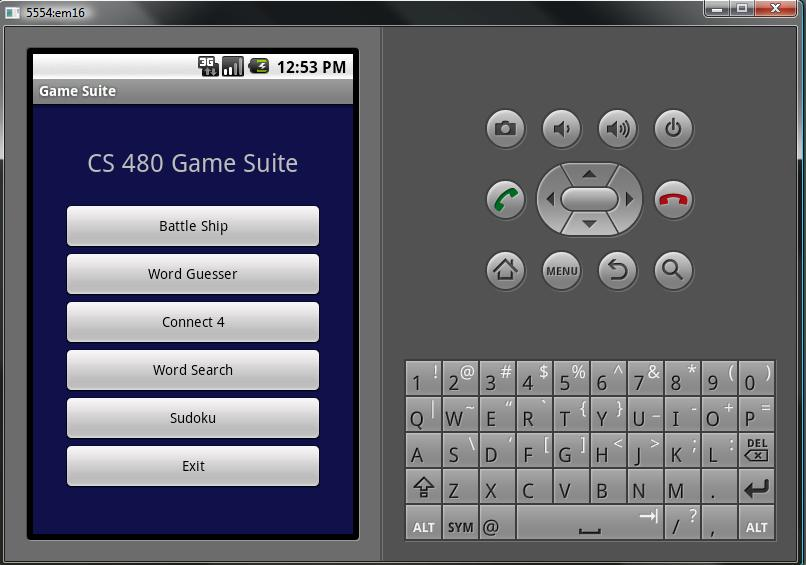 5554:em16
3G 12:53 PM
Game Suite
CS 480 Game Suite
Battle Ship
Word Guesser
Connect 4
Word Search
Sudoku
Exit
MENU
1 ! 2 @ 3 # 4 $ 5 % 6 ^ 7 & 8 * 9 ( 0 )
Q | W ~ E “ R ` T { Y } U _ I - O + P =
A S \ D ‘ F [ G ] H < J > K ; L : DEL
Z X C V B N M .
ALT SYM @ / ? , ALT